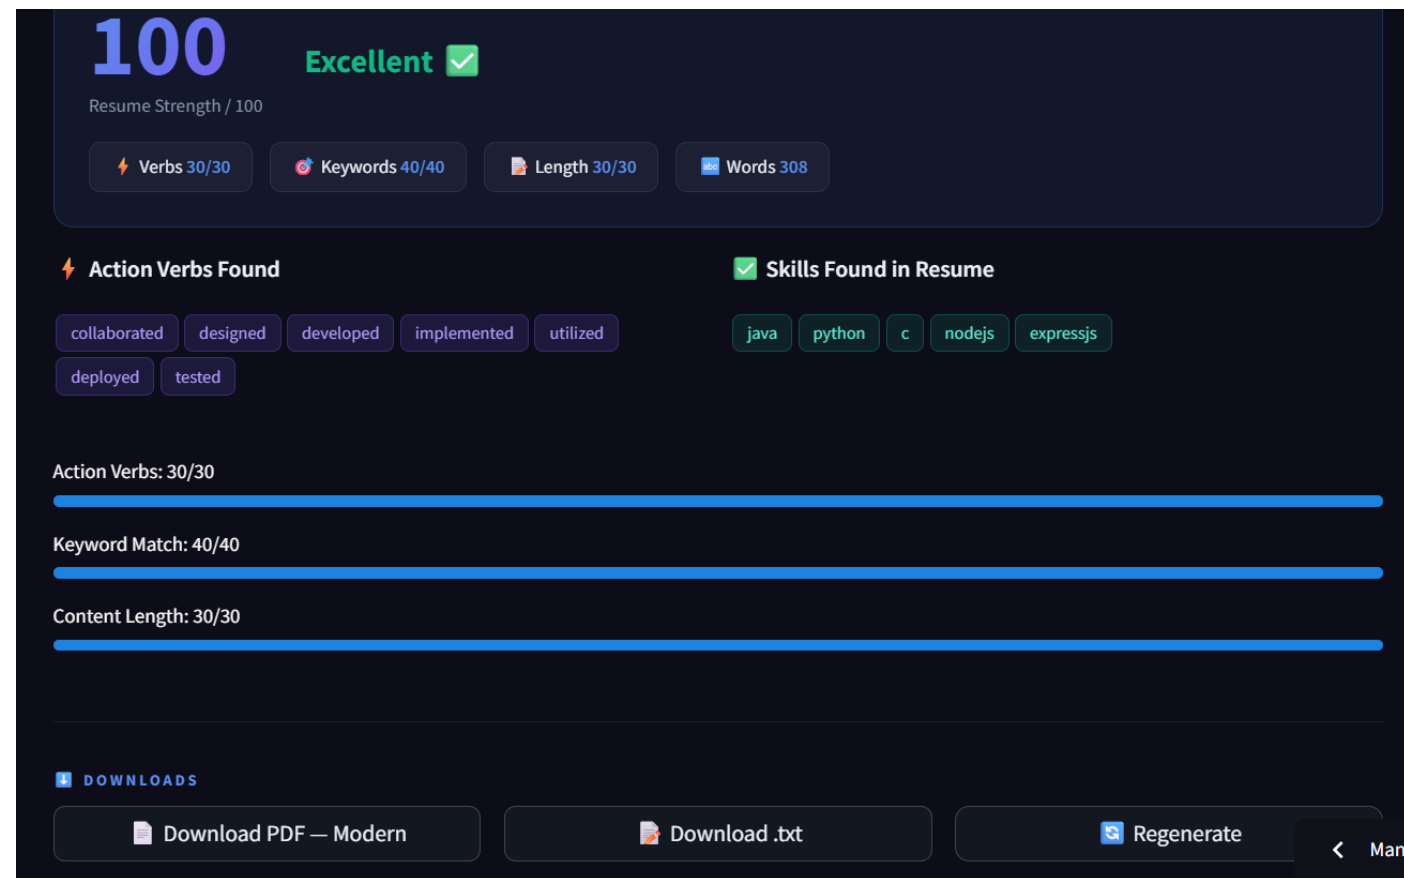 100
Excellent ✅
Resume Strength / 100
⚡ Verbs 30/30 🎯 Keywords 40/40 📝 Length 30/30 🔤 Words 308
⚡ Action Verbs Found
collaborated designed developed implemented utilized
deployed tested
✅ Skills Found in Resume
java python c nodejs expressjs
Action Verbs: 30/30
Keyword Match: 40/40
Content Length: 30/30
⬇️ DOWNLOADS
📄 Download PDF — Modern
📝 Download .txt
🔄 Regenerate
< Man